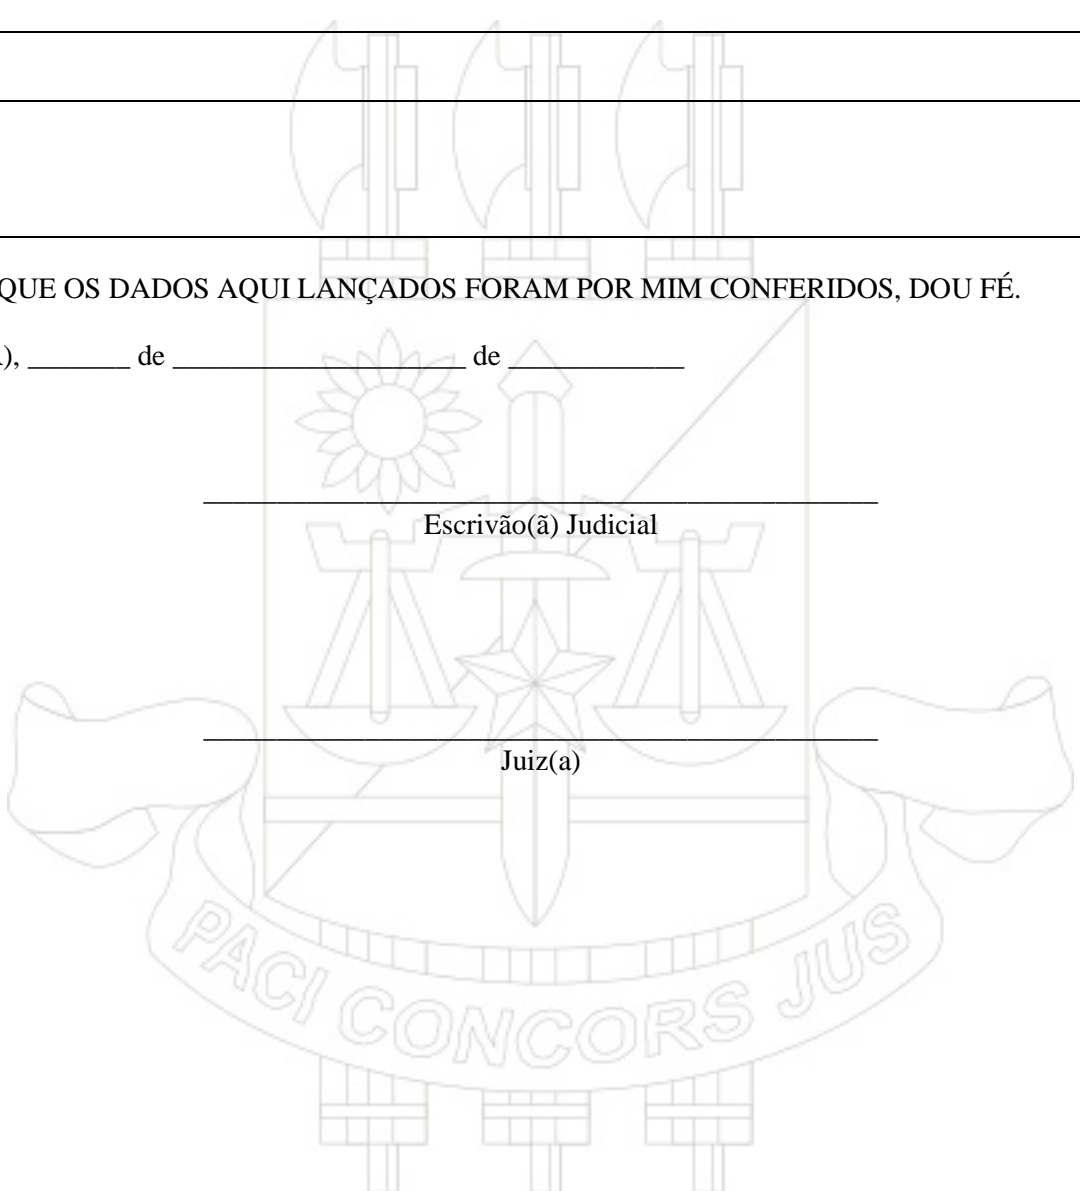 QUE OS DADOS AQUI LANÇADOS FORAM POR MIM CONFERIDOS, DOU FÉ.
), _______ de ____________________ de ____________
Escrivão(ã) Judicial
Juiz(a)
PACI CONCORS JUS